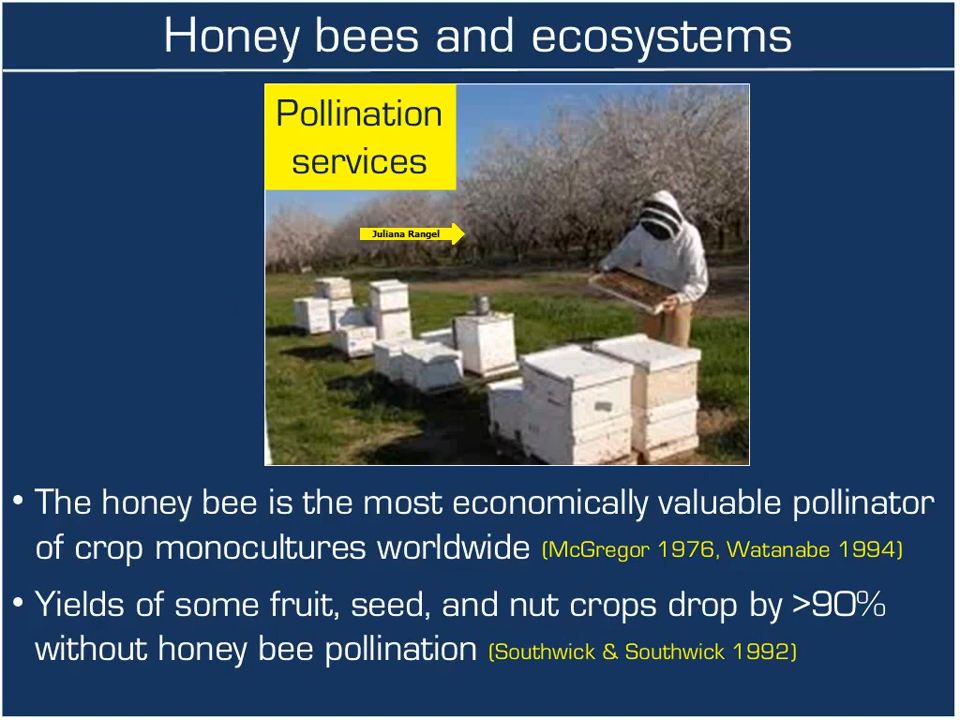 Honey bees and ecosystems
Pollination
services
Juliana Rangel
• The honey bee is the most economically valuable pollinator
of crop monocultures worldwide (McGregor 1976, Watanabe 1994)
• Yields of some fruit, seed, and nut crops drop by >90%
without honey bee pollination (Southwick & Southwick 1992)